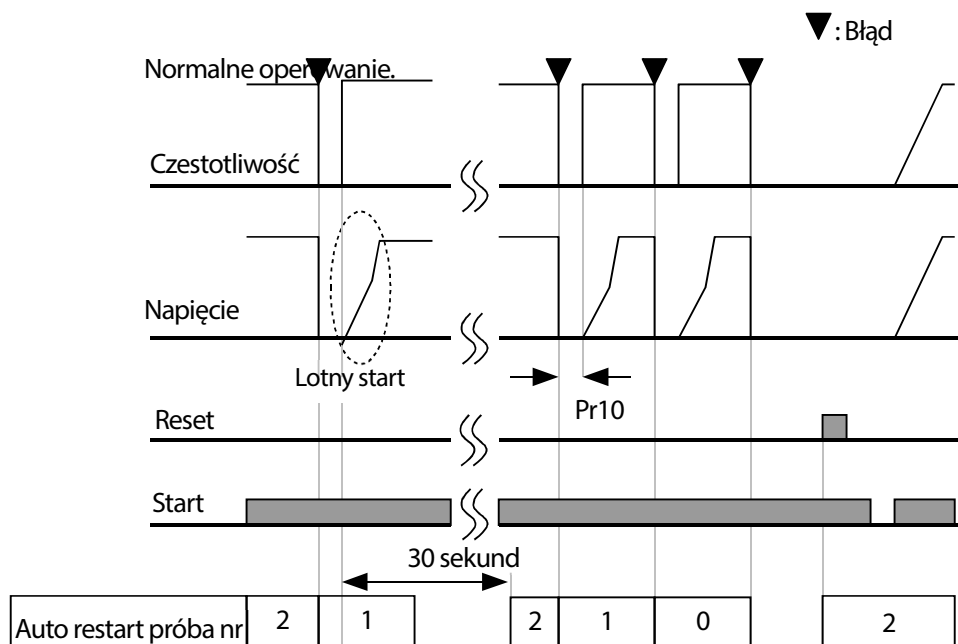 ▼: Błąd
Normalne operowanie.
Czestotliwość
Napięcie
Lotny start
Pr10
Reset
Start
30 sekund
Auto restart próba nr 2 1 2 1 0 2